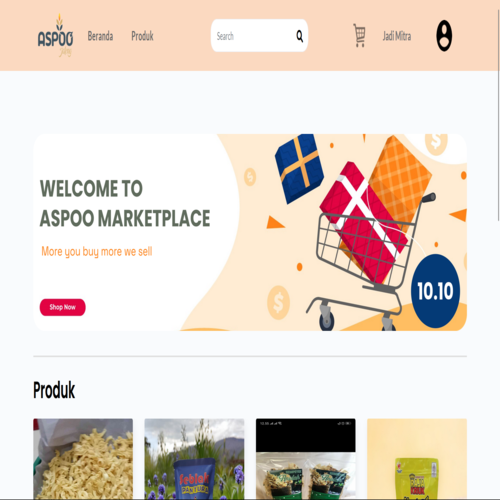 ASPOO
Beranda
Produk
Search
Jadi Mitra
WELCOME TO
ASPOO MARKETPLACE
More you buy more we sell
Shop Now
10.10
Produk